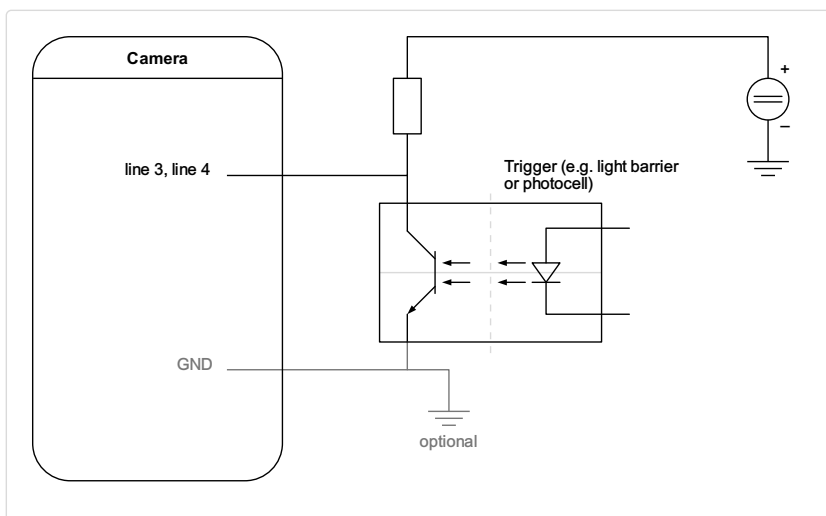 Camera
+
−
line 3, line 4
Trigger (e.g. light barrier
or photocell)
GND
optional